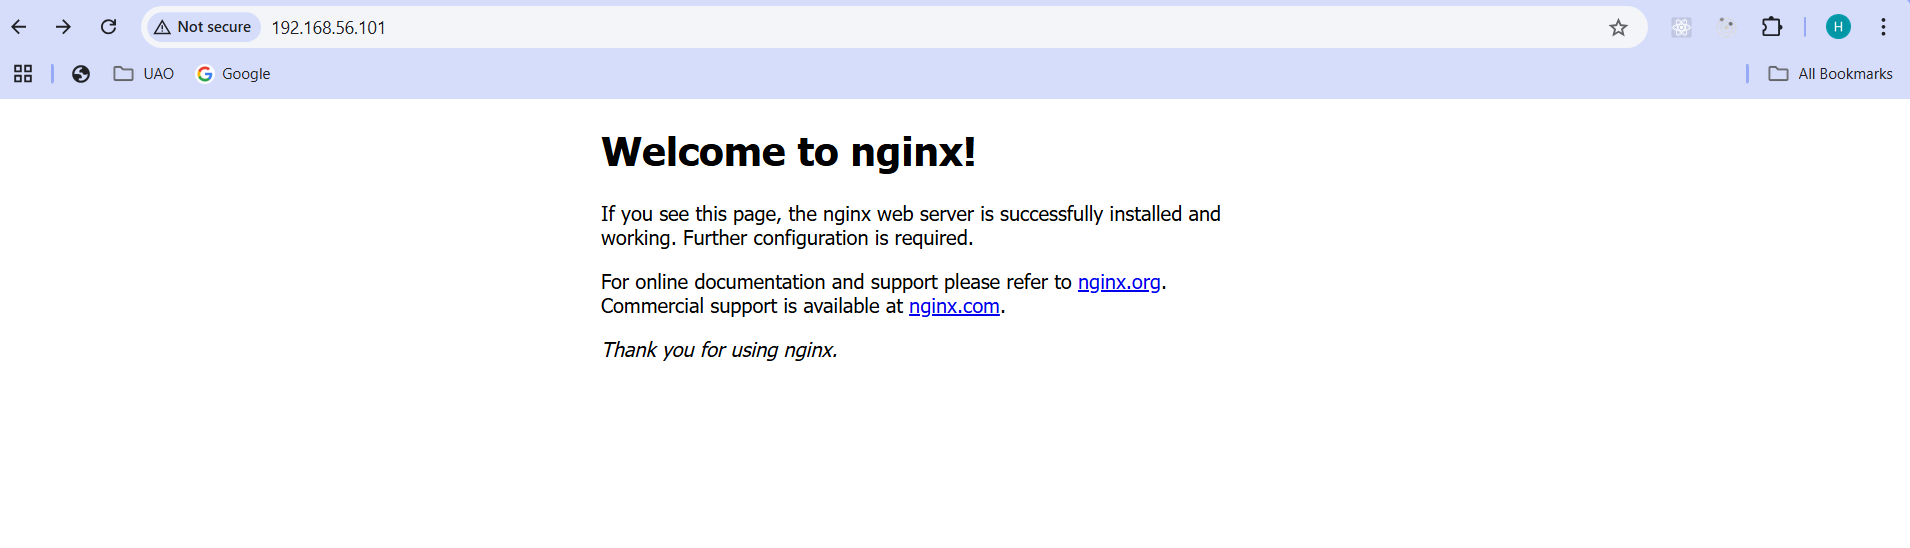 Not secure 192.168.56.101
H
UAO Google All Bookmarks
Welcome to nginx!
If you see this page, the nginx web server is successfully installed and
working. Further configuration is required.
For online documentation and support please refer to nginx.org.
Commercial support is available at nginx.com.
Thank you for using nginx.